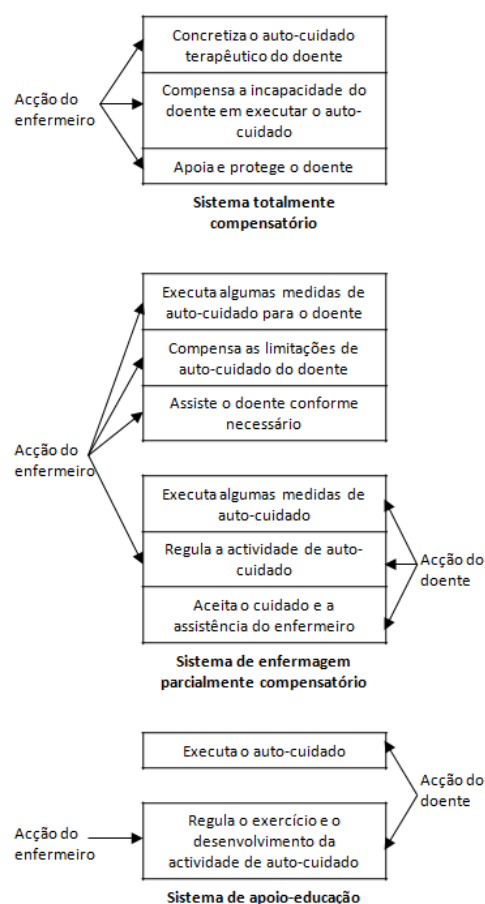 Concretiza o auto-cuidado
terapêutico do doente
Acção do
enfermeiro
Compensa a incapacidade do
doente em executar o auto-
cuidado
Apoia e protege o doente
Sistema totalmente
compensatório
Executa algumas medidas de
auto-cuidado para o doente
Compensa as limitações de
auto-cuidado do doente
Assiste o doente conforme
necessário
Acção do
enfermeiro
Executa algumas medidas de
auto-cuidado
Regula a actividade de auto-
cuidado
Acção do
doente
Aceita o cuidado e a
assistência do enfermeiro
Sistema de enfermagem
parcialmente compensatório
Executa o auto-cuidado
Acção do
doente
Acção do
enfermeiro
Regula o exercício e o
desenvolvimento da
actividade de auto-cuidado
Sistema de apoio-educação